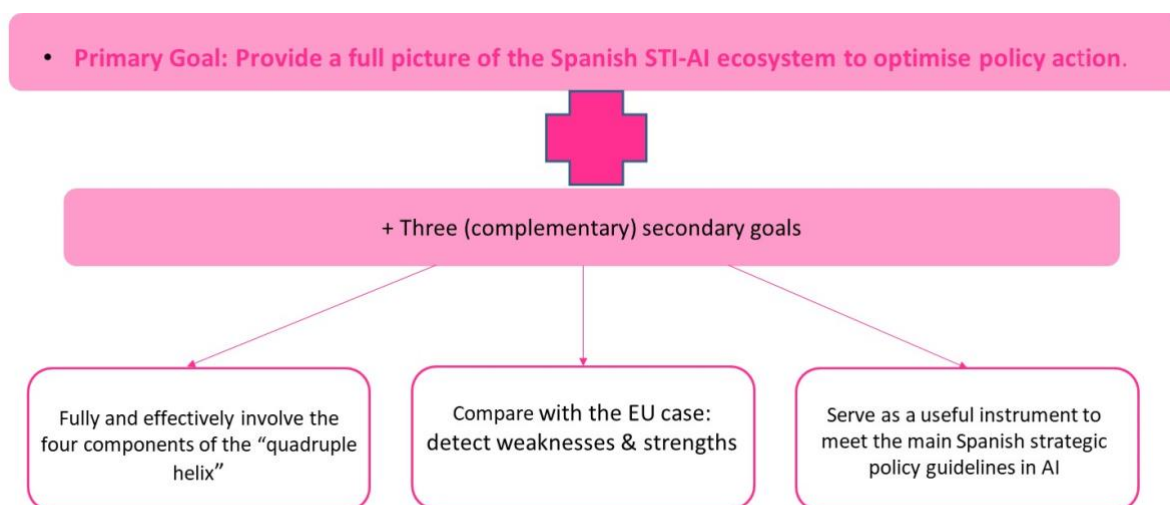 • Primary Goal: Provide a full picture of the Spanish STI-AI ecosystem to optimise policy action.
+ Three (complementary) secondary goals
Fully and effectively involve the
four components of the “quadruple
helix”
Compare with the EU case:
detect weaknesses & strengths
Serve as a useful instrument to
meet the main Spanish strategic
policy guidelines in AI